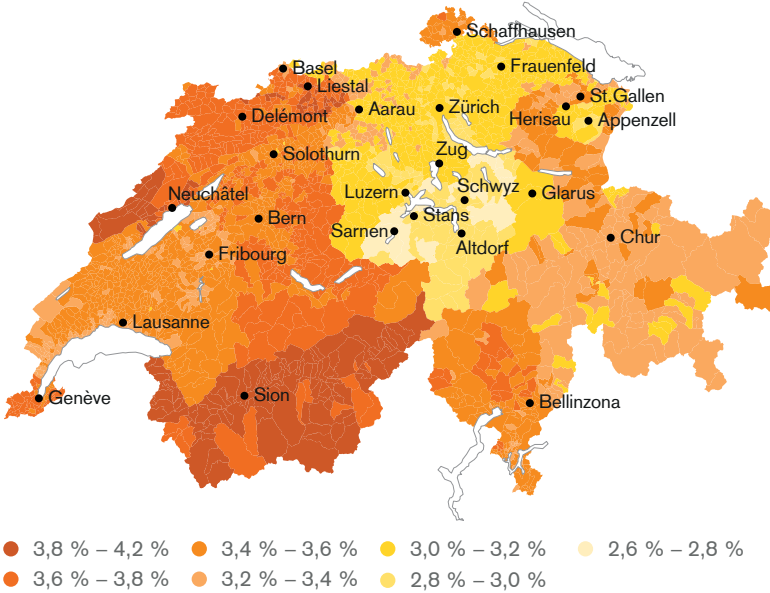 Schaffhausen
Basel
Frauenfeld
Liestal
St.Gallen
Delémont
Aarau
Zürich
Herisau
Appenzell
Solothurn
Zug
Neuchâtel
Luzern
Schwyz
Glarus
Bern
Stans
Sarnen
Altdorf
Chur
Fribourg
Lausanne
Genève
Sion
Bellinzona
3,8 % – 4,2 %
3,4 % – 3,6 %
3,0 % – 3,2 %
2,6 % – 2,8 %
3,6 % – 3,8 %
3,2 % – 3,4 %
2,8 % – 3,0 %